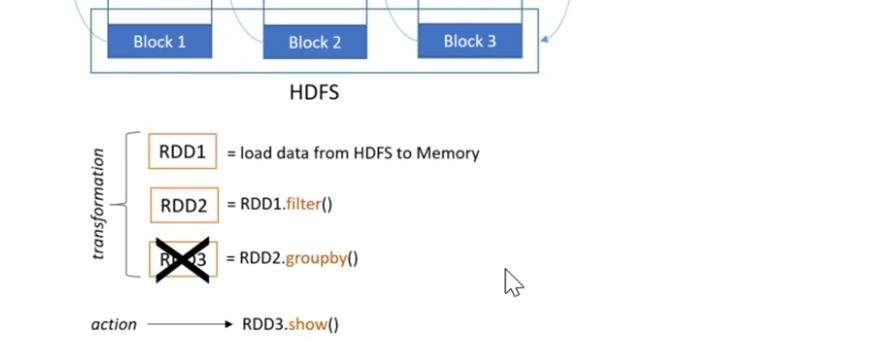 Block 1
Block 2
Block 3
HDFS
transformation
RDD1 = load data from HDFS to Memory
RDD2 = RDD1.filter()
= RDD2.groupby()
action
RDD3.show()